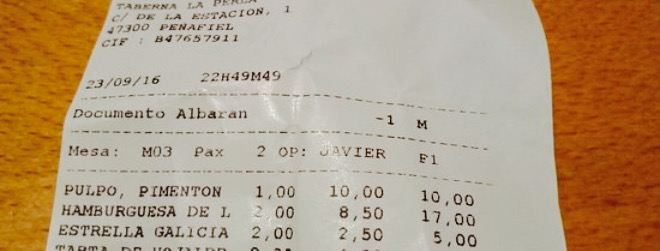 TABERNA LA PERLA
C/ DE LA ESTACION, 1
47300 PEÑAFIEL
CIF : B47657911
23/09/16 22H49M49
Documento Albaran -1 M
Mesa: M03 Pax 2 OP: JAVIER F1
PULPO, PIMENTON 1,00 10,00 10,00
HAMBURGUESA DE L 2,00 8,50 17,00
ESTRELLA GALICIA 2,00 2,50 5,00
TARTA DE